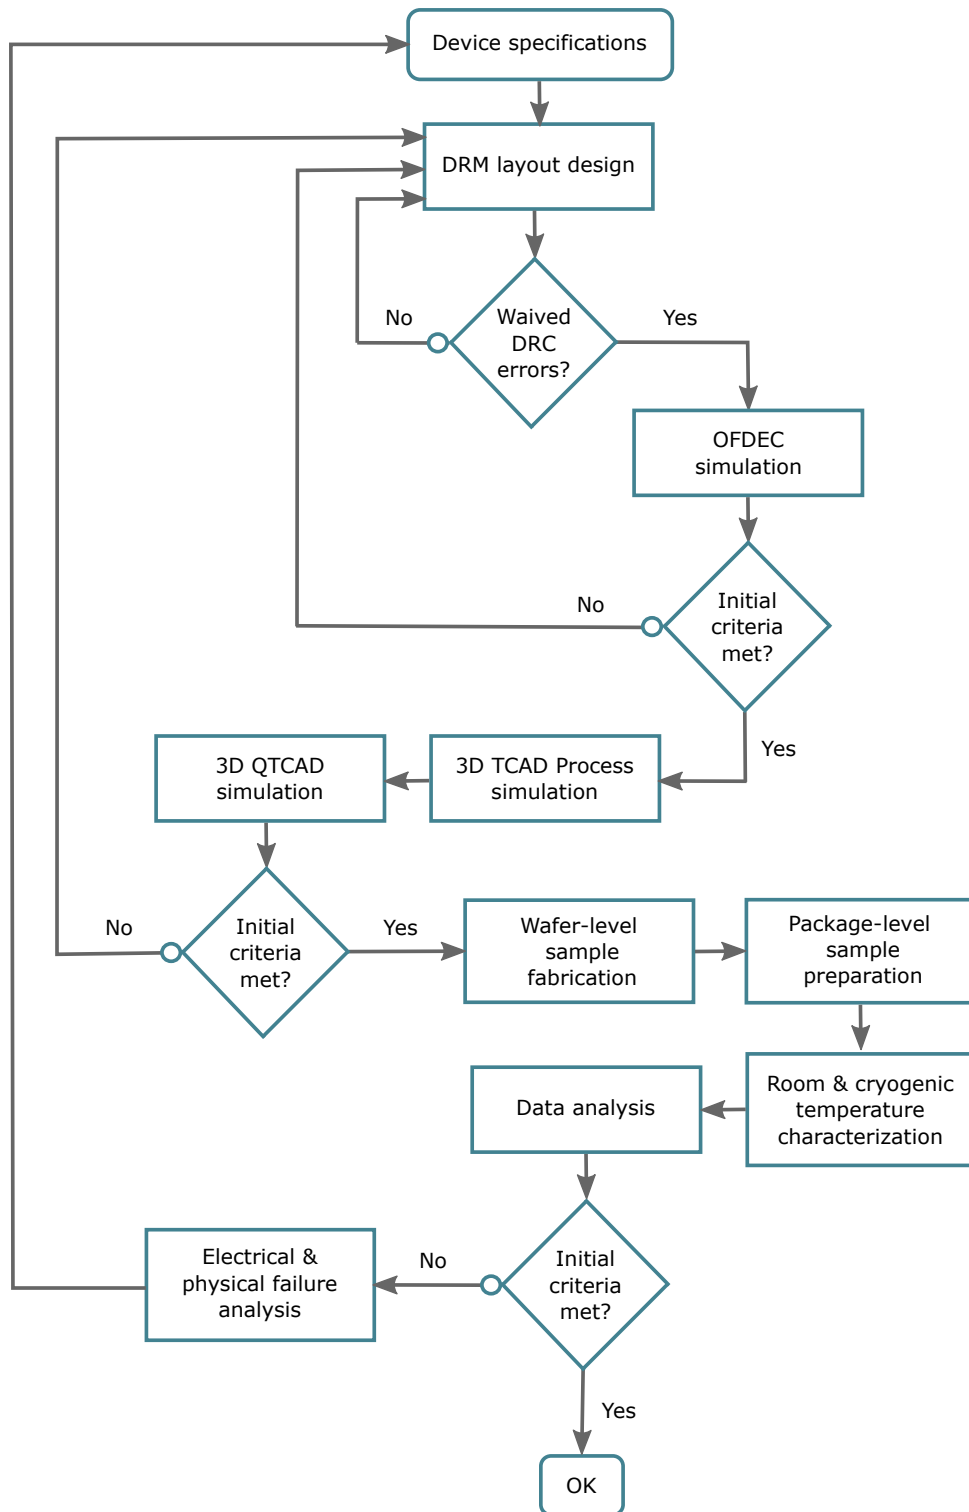 Device specifications
DRM layout design
No
Waived
DRC
errors?
Yes
OFDEC
simulation
No
Initial
criteria
met?
Yes
3D QTCAD
simulation
3D TCAD Process
simulation
No
Initial
criteria
met?
Yes
Wafer-level
sample
fabrication
Package-level
sample
preparation
Data analysis
Room & cryogenic
temperature
characterization
Electrical &
physical failure
analysis
No
Initial
criteria
met?
Yes
OK